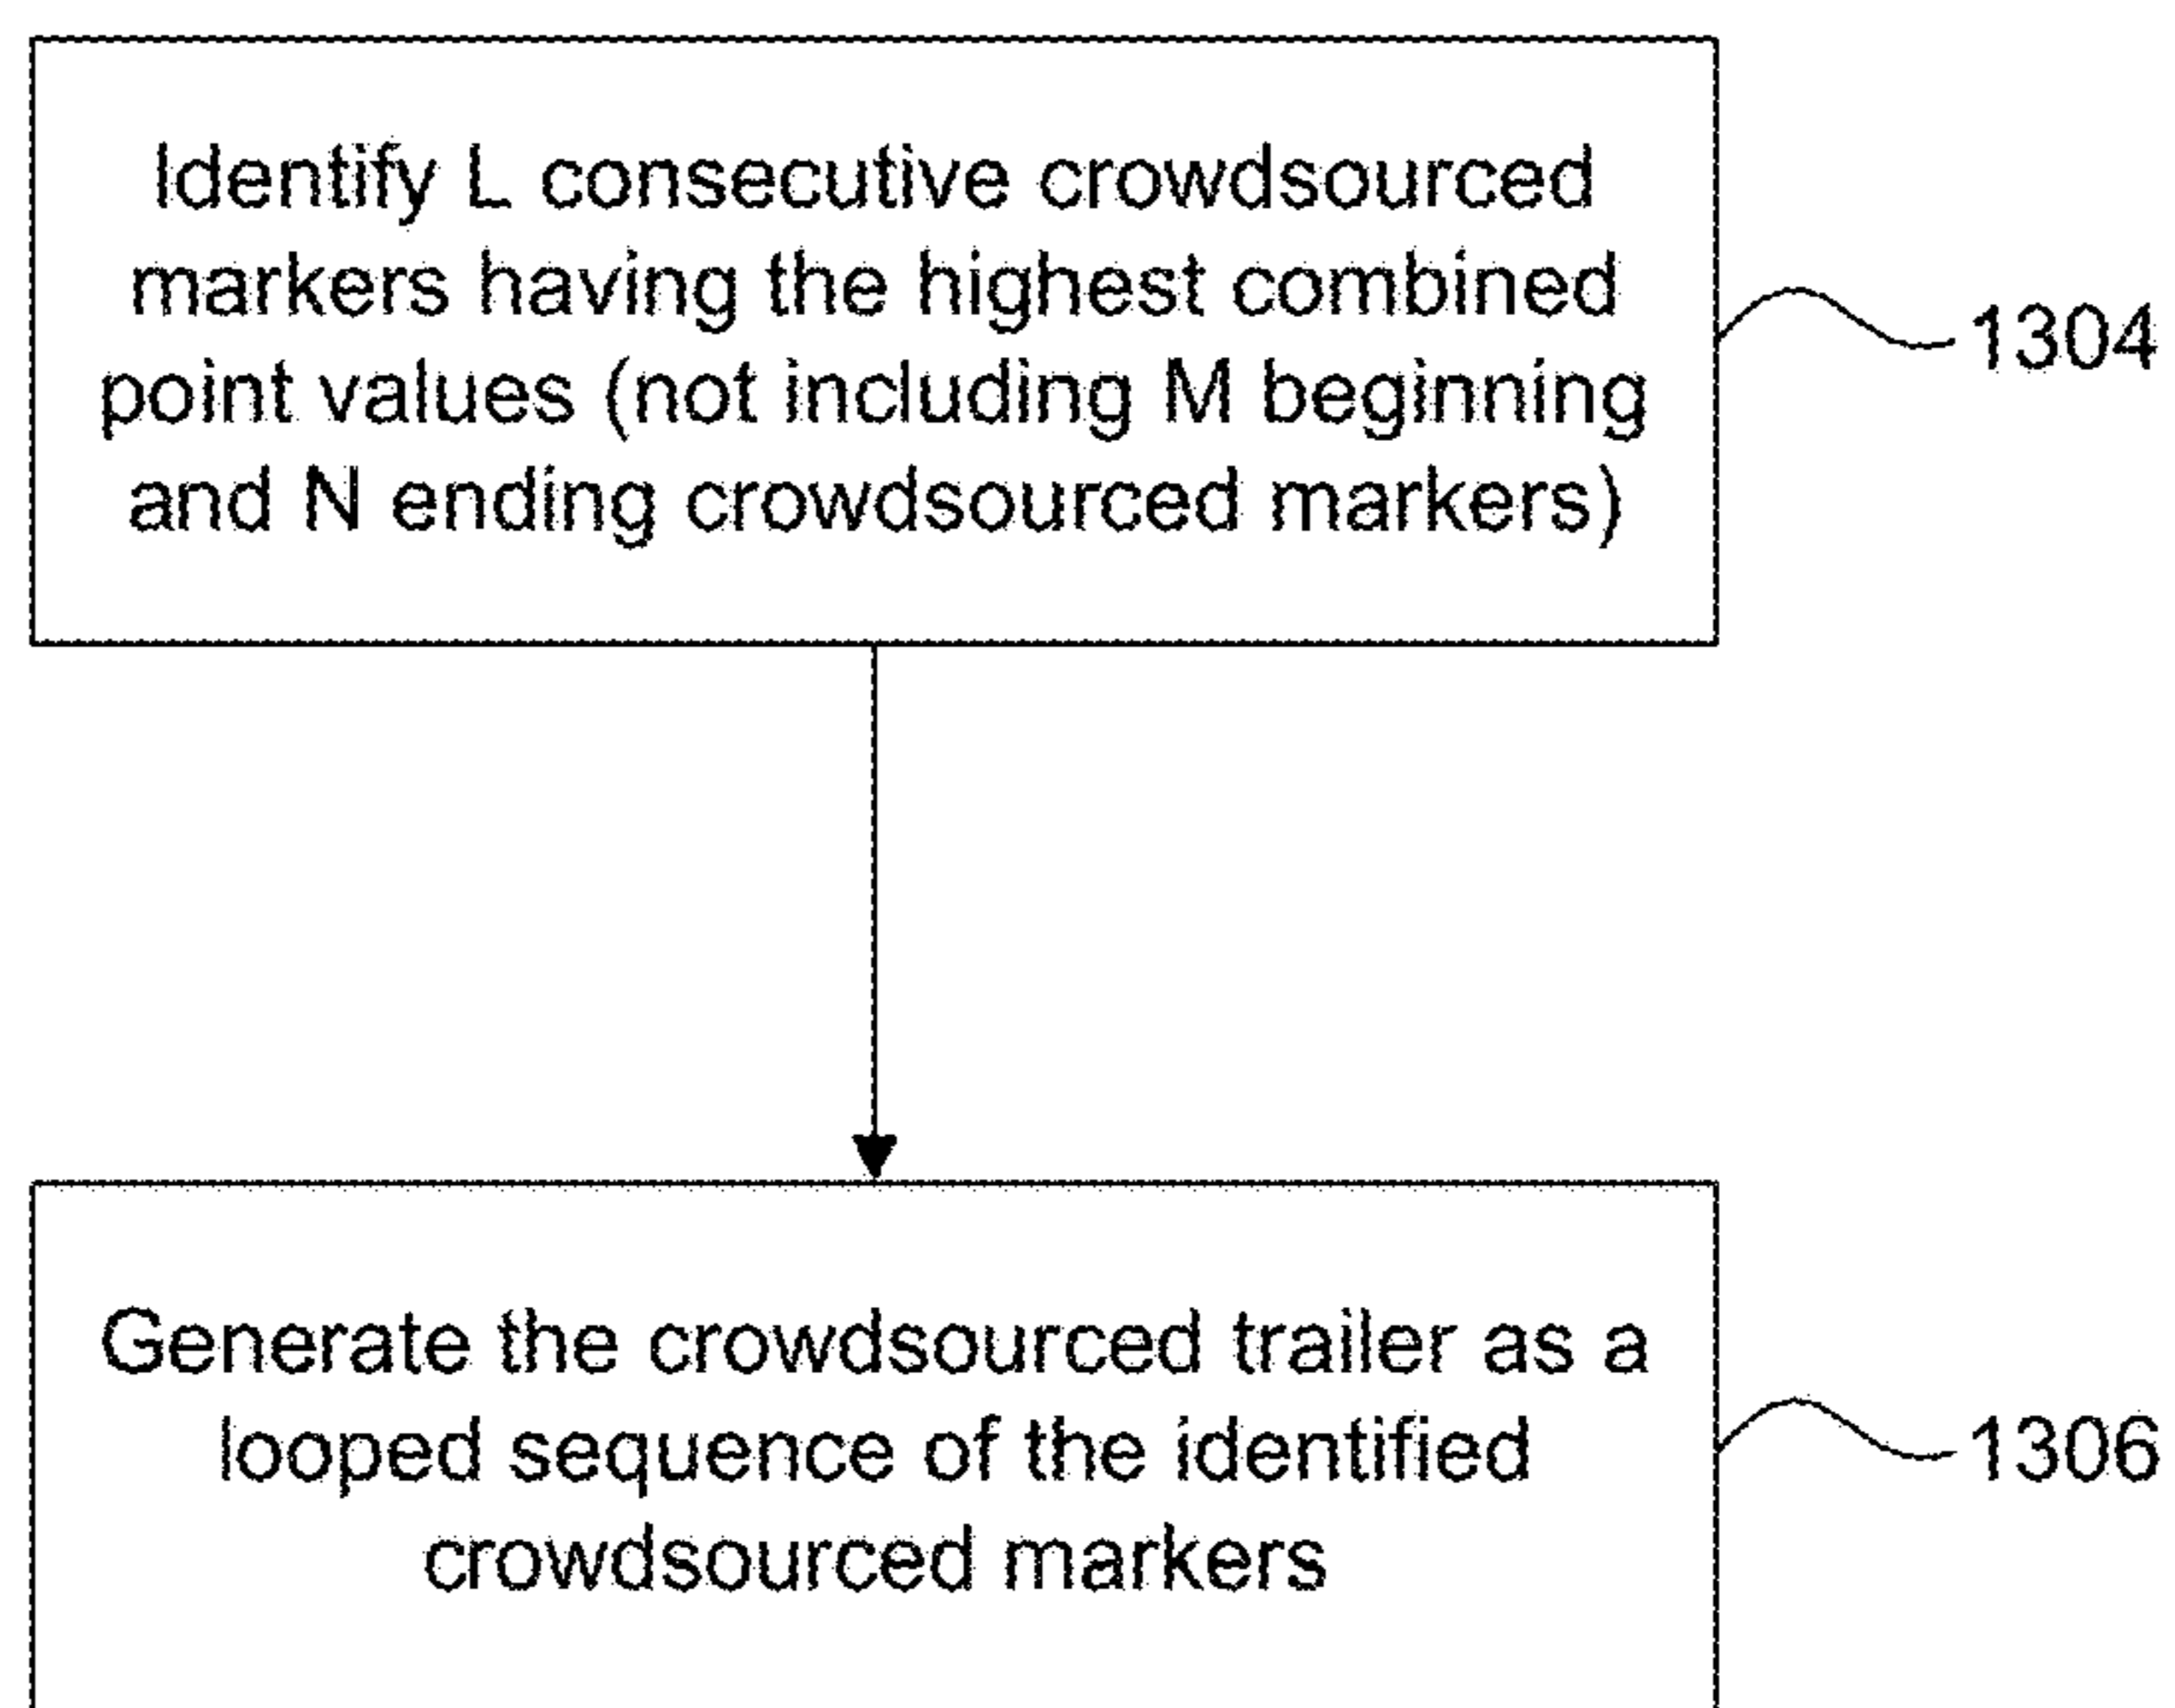 Identify L consecutive crowdsourced
markers having the highest combined
point values (not including M beginning
and N ending crowdsourced markers)
1304
Generate the crowdsourced trailer as a
looped sequence of the identified
crowdsourced markers
1306